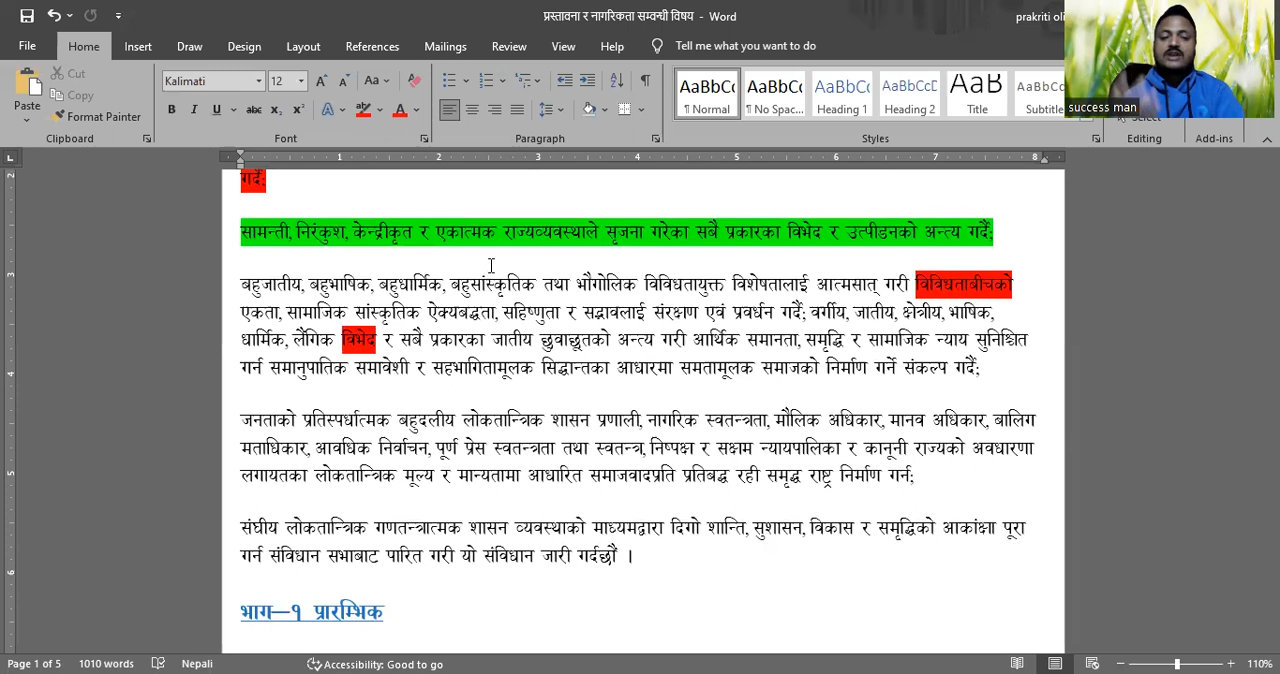 प्रस्तावना र नागरिकता सम्वन्धी विषय - Word
prakriti oli
File Home Insert Draw Design Layout References Mailings Review View Help Tell me what you want to do
success man
Paste
Cut
Copy
Format Painter
Kalimati 12
AaBbCc AaBbCc AaBbCc AaBbCcD AaB AaBbCc
¶ Normal ¶ No Spac... Heading 1 Heading 2 Title Subtitle
Select
Clipboard Font Paragraph Styles Editing Add-ins
1 2 3 4 5 6 7 8
गर्दै;
सामन्ती, निरंकुश, केन्द्रीकृत र एकात्मक राज्यव्यवस्थाले सृजना गरेका सबै प्रकारका विभेद र उत्पीडनको अन्त्य गर्दै;
बहुजातीय, बहुभाषिक, बहुधार्मिक, बहुसांस्कृतिक तथा भौगोलिक विविधतायुक्त विशेषतालाई आत्मसात् गरी विविधताबीचको
एकता, सामाजिक सांस्कृतिक ऐक्यबद्धता, सहिष्णुता र सद्भावलाई संरक्षण एवं प्रवर्धन गर्दै; वर्गीय, जातीय, क्षेत्रीय, भाषिक,
धार्मिक, लैंगिक विभेद र सबै प्रकारका जातीय छुवाछूतको अन्त्य गरी आर्थिक समानता, समृद्धि र सामाजिक न्याय सुनिश्चित
गर्न समानुपातिक समावेशी र सहभागितामूलक सिद्धान्तका आधारमा समतामूलक समाजको निर्माण गर्ने संकल्प गर्दै;
जनताको प्रतिस्पर्धात्मक बहुदलीय लोकतान्त्रिक शासन प्रणाली, नागरिक स्वतन्त्रता, मौलिक अधिकार, मानव अधिकार, बालिग
मताधिकार, आवधिक निर्वाचन, पूर्ण प्रेस स्वतन्त्रता तथा स्वतन्त्र, निष्पक्ष र सक्षम न्यायपालिका र कानूनी राज्यको अवधारणा
लगायतका लोकतान्त्रिक मूल्य र मान्यतामा आधारित समाजवादप्रति प्रतिबद्ध रही समृद्ध राष्ट्र निर्माण गर्न;
संघीय लोकतान्त्रिक गणतन्त्रात्मक शासन व्यवस्थाको माध्यमद्वारा दिगो शान्ति, सुशासन, विकास र समृद्धिको आकांक्षा पूरा
गर्न संविधान सभाबाट पारित गरी यो संविधान जारी गर्दछौं ।
भाग–१ प्रारम्भिक
Page 1 of 5 1010 words Nepali Accessibility: Good to go 110%